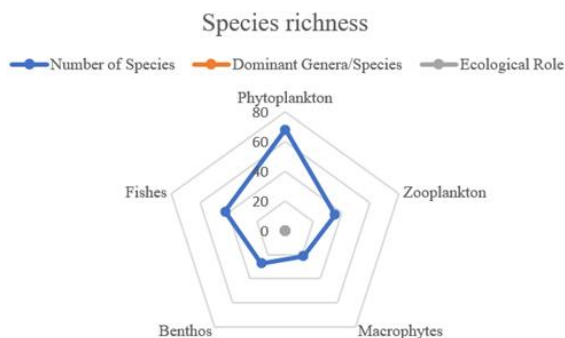 Species richness
Number of Species Dominant Genera/Species Ecological Role
Phytoplankton
80
60
40
20
0
Fishes
Zooplankton
Benthos
Macrophytes